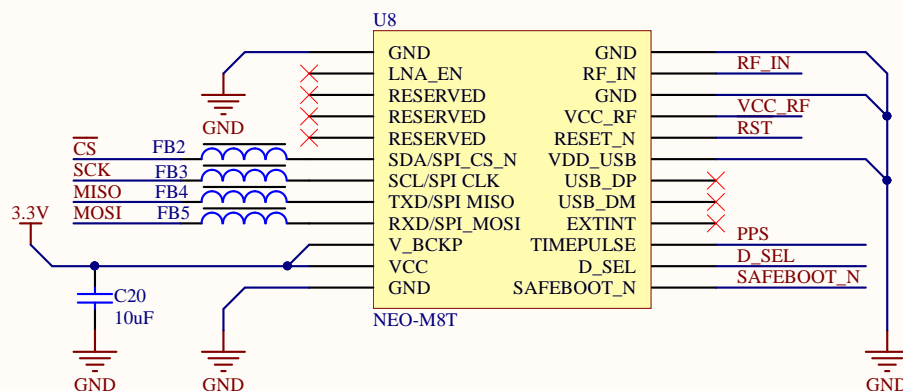 U8
GND GND
LNA_EN RF_IN RF_IN
RESERVED GND
GND RESERVED VCC_RF VCC_RF
RESERVED RESET_N RST
CS FB2 SDA/SPI_CS_N VDD_USB
SCK FB3 SCL/SPI CLK USB_DP
MISO FB4 TXD/SPI MISO USB_DM
MOSI FB5 RXD/SPI_MOSI EXTINT
3.3V V_BCKP TIMEPULSE PPS
VCC D_SEL D_SEL
GND SAFEBOOT_N SAFEBOOT_N
C20
10uF NEO-M8T
GND GND GND